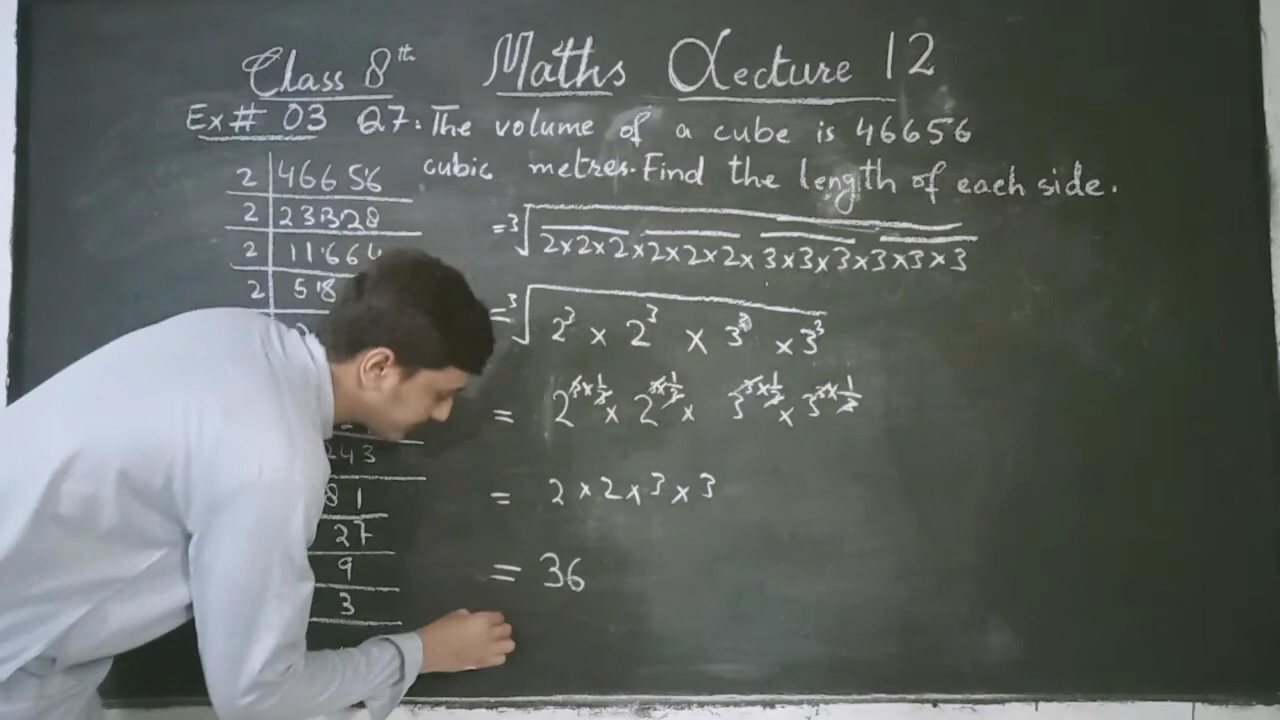 Class 8th Maths Lecture 12
Ex# 03 Q7: The volume of a cube is 46656
cubic metres. Find the length of each side.
2 | 46656
2 | 23328
2 | 11664
2 | 58
243
81
27
9
3
= ∛2×2×2×2×2×2×3×3×3×3×3×3
= ∛2³ × 2³ × 3³ × 3³
= 2^(3×1/3) × 2^(3×1/3) × 3^(3×1/3) × 3^(3×1/3)
= 2×2×3×3
= 36